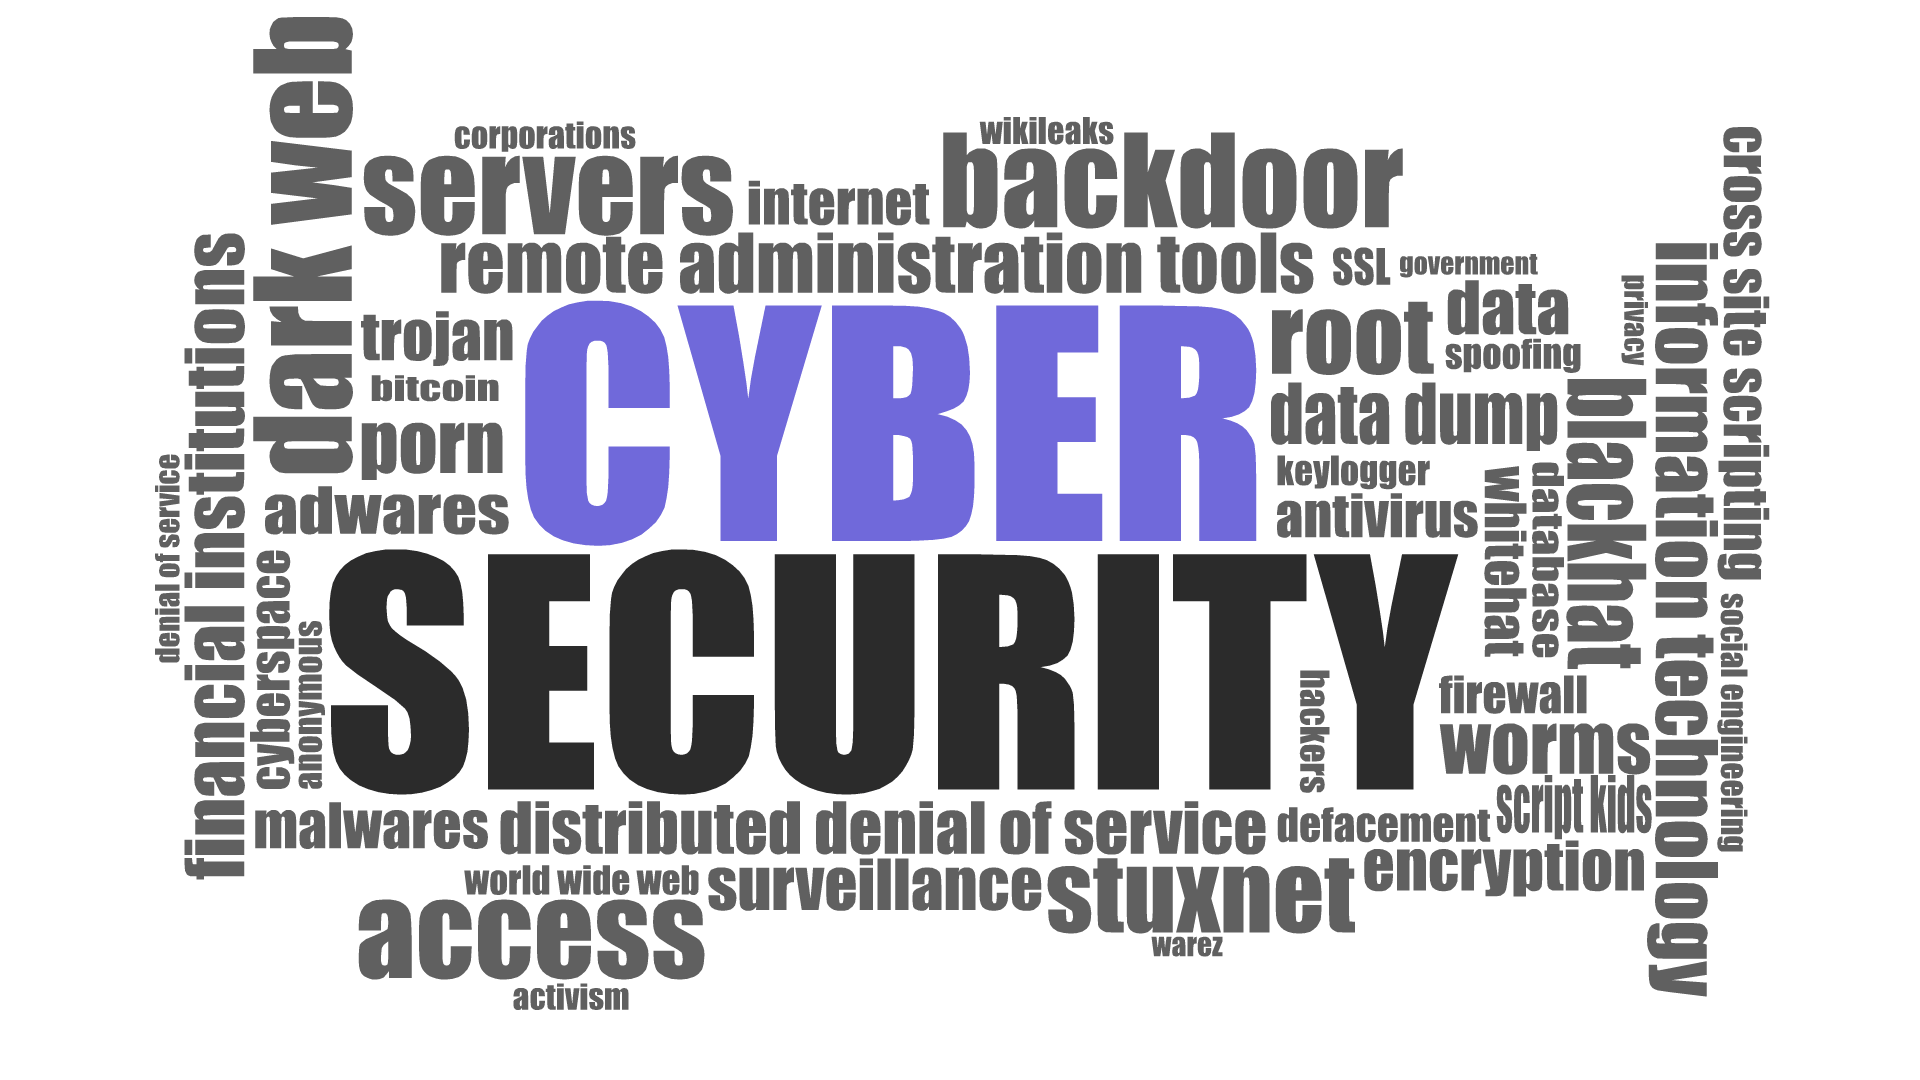 dark web
corporations
servers
internet
wikileaks
backdoor
remote administration tools
SSL
government
cross site scripting
information technology
privacy
financial institutions
trojan
bitcoin
porn
adwares
CYBER
root
data
spoofing
data dump
keylogger
antivirus
blackhat
whitehat
database
denial of service
cyberspace
anonymous
SECURITY
hackers
firewall
worms
script kids
social engineering
malwares
distributed denial of service
defacement
encryption
world wide web
surveillance
stuxnet
warez
access
activism